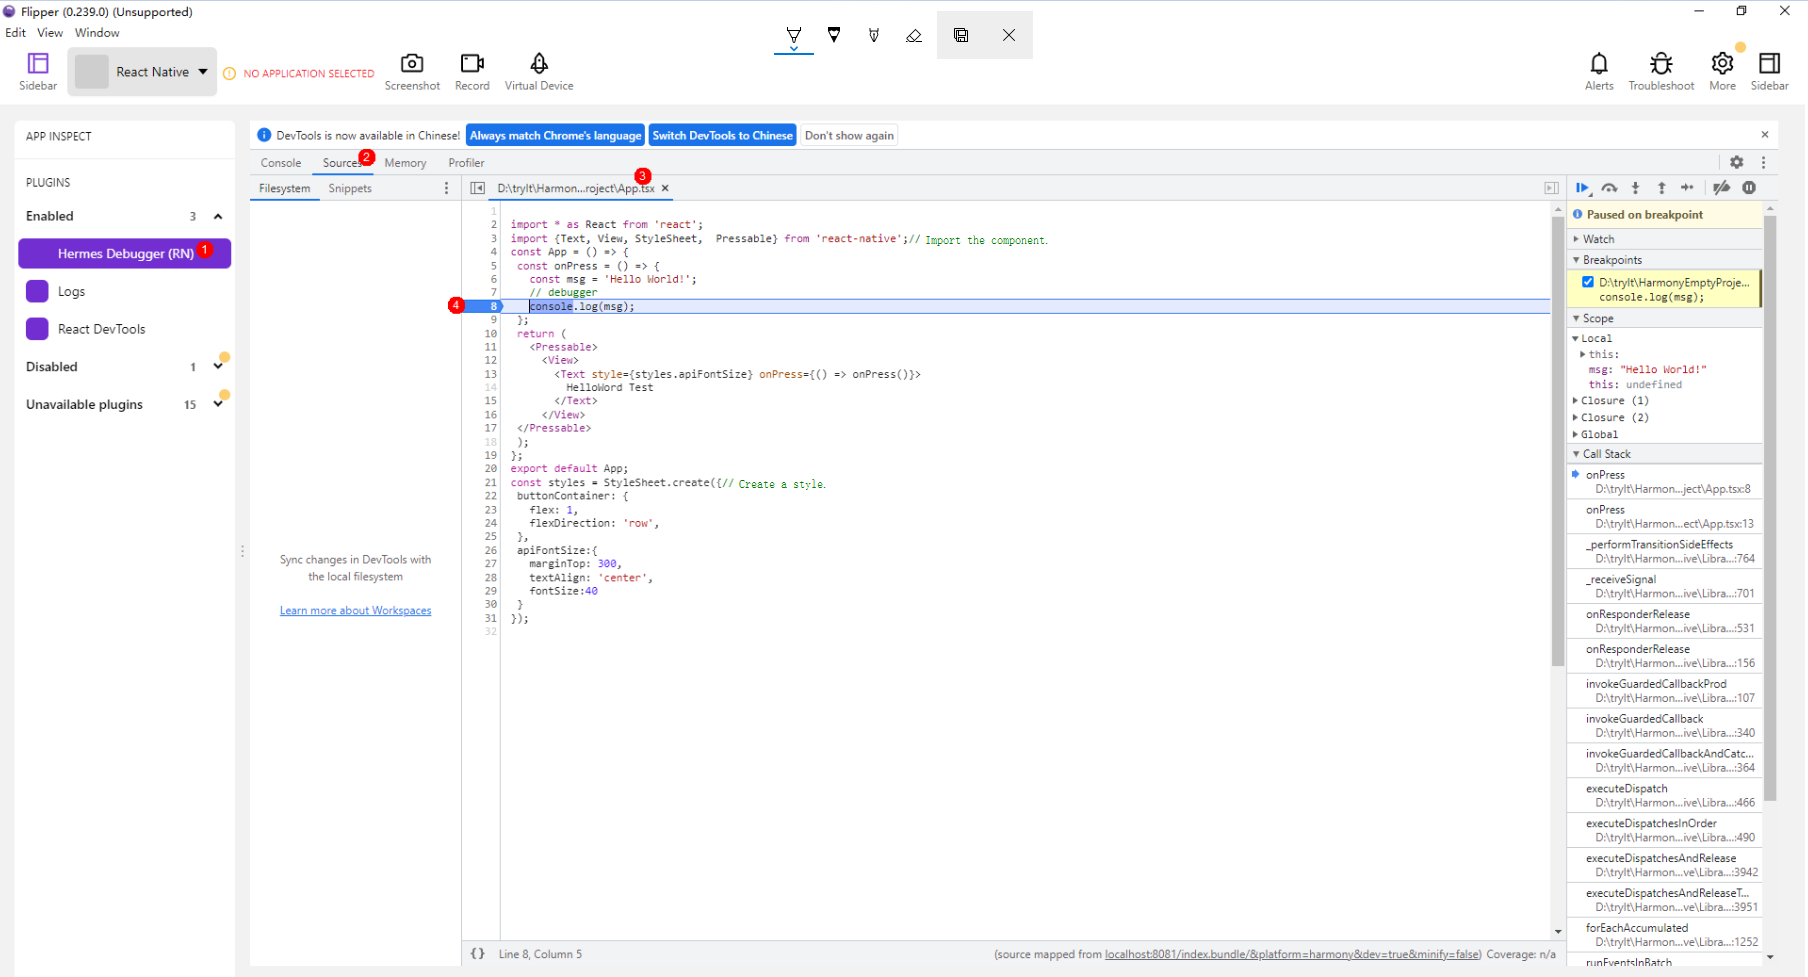 Flipper (0.239.0) (Unsupported)
Edit View Window
Sidebar
React Native
NO APPLICATION SELECTED
Screenshot
Record
Virtual Device
Alerts
Troubleshoot
More
Sidebar
APP INSPECT
PLUGINS
Enabled 3
Hermes Debugger (RN) 1
Logs
React DevTools
Disabled 1
Unavailable plugins 15
DevTools is now available in Chinese! Always match Chrome's language Switch DevTools to Chinese Don't show again
Console Sources 2 Memory Profiler
Filesystem Snippets
Sync changes in DevTools with
the local filesystem
Learn more about Workspaces
3
D:\tryIt\Harmon...roject\App.tsx
1
2 import * as React from 'react';
3 import {Text, View, StyleSheet, Pressable} from 'react-native';// Import the component.
4 const App = () => {
5 const onPress = () => {
6 const msg = 'Hello World!';
7 // debugger
4
8 console.log(msg);
9 };
10 return (
11 <Pressable>
12 <View>
13 <Text style={styles.apiFontSize} onPress={() => onPress()}>
14 HelloWord Test
15 </Text>
16 </View>
17 </Pressable>
18 );
19 };
20 export default App;
21 const styles = StyleSheet.create({// Create a style.
22 buttonContainer: {
23 flex: 1,
24 flexDirection: 'row',
25 },
26 apiFontSize:{
27 marginTop: 300,
28 textAlign: 'center',
29 fontSize:40
30 }
31 });
32
{} Line 8, Column 5
(source mapped from localhost:8081/index.bundle/&platform=harmony&dev=true&minify=false) Coverage: n/a
Paused on breakpoint
Watch
Breakpoints
D:\tryIt\HarmonyEmptyProje...
console.log(msg);
Scope
Local
this:
msg: "Hello World!"
this: undefined
Closure (1)
Closure (2)
Global
Call Stack
onPress
D:\tryIt\Harmon...ject\App.tsx:8
onPress
D:\tryIt\Harmon...ect\App.tsx:13
_performTransitionSideEffects
D:\tryIt\Harmon...ive\Libra...:764
_receiveSignal
D:\tryIt\Harmon...ive\Libra...:701
onResponderRelease
D:\tryIt\Harmon...ive\Libra...:531
onResponderRelease
D:\tryIt\Harmon...ive\Libra...:156
invokeGuardedCallbackProd
D:\tryIt\Harmon...ive\Libra...:107
invokeGuardedCallback
D:\tryIt\Harmon...ive\Libra...:340
invokeGuardedCallbackAndCatc...
D:\tryIt\Harmon...ive\Libra...:364
executeDispatch
D:\tryIt\Harmon...ive\Libra...:466
executeDispatchesInOrder
D:\tryIt\Harmon...ive\Libra...:490
executeDispatchesAndRelease
D:\tryIt\Harmon...ve\Libra...:3942
executeDispatchesAndReleaseT...
D:\tryIt\Harmon...ve\Libra...:3951
forEachAccumulated
D:\tryIt\Harmon...ive\Libra...:1252
runEventsInBatch